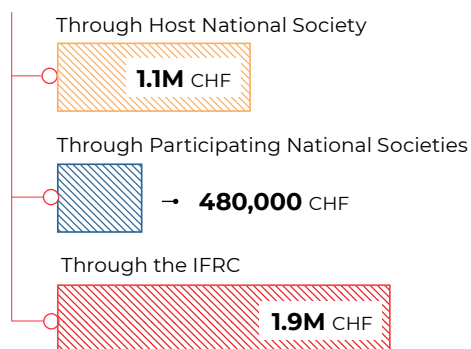 Through Host National Society
1.1M CHF
Through Participating National Societies
480,000 CHF
Through the IFRC
1.9M CHF